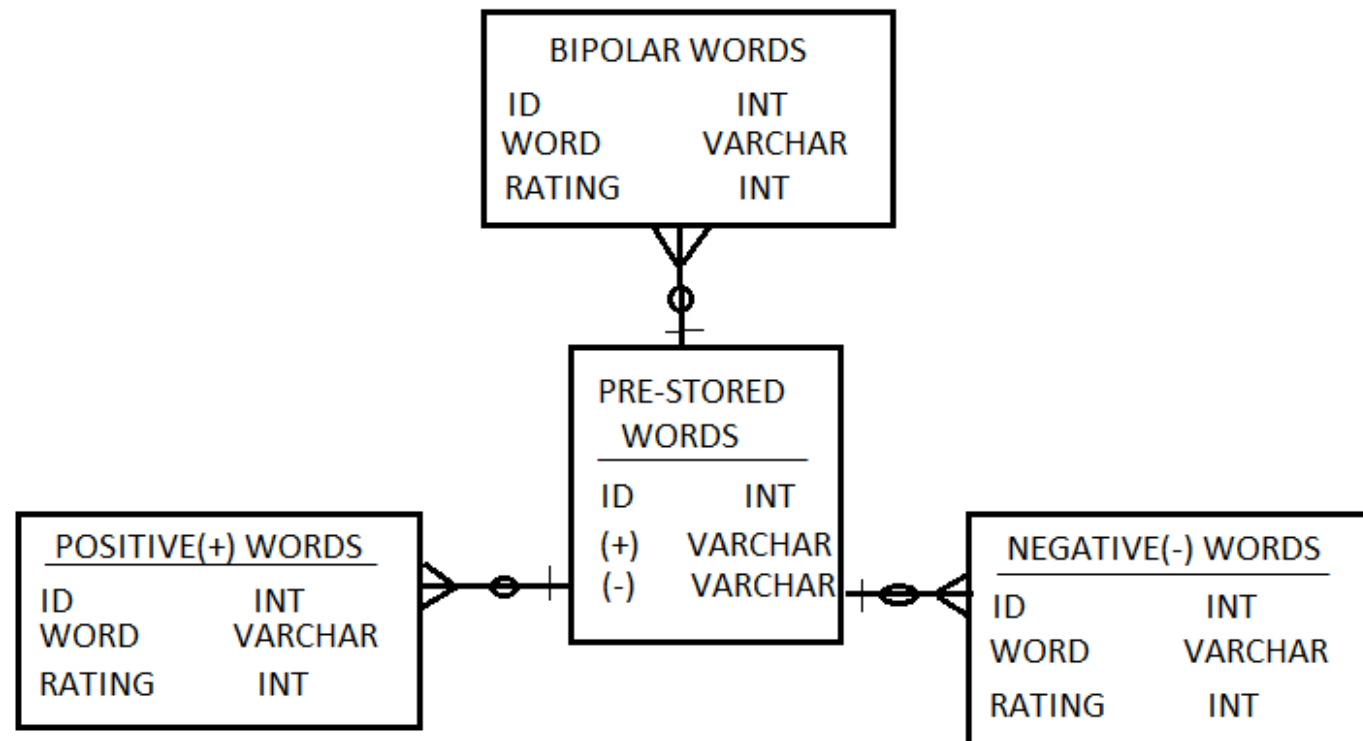 BIPOLAR WORDS
ID INT
WORD VARCHAR
RATING INT
PRE-STORED
WORDS
ID INT
(+) VARCHAR
(-) VARCHAR
POSITIVE(+) WORDS
ID INT
WORD VARCHAR
RATING INT
NEGATIVE(-) WORDS
ID INT
WORD VARCHAR
RATING INT